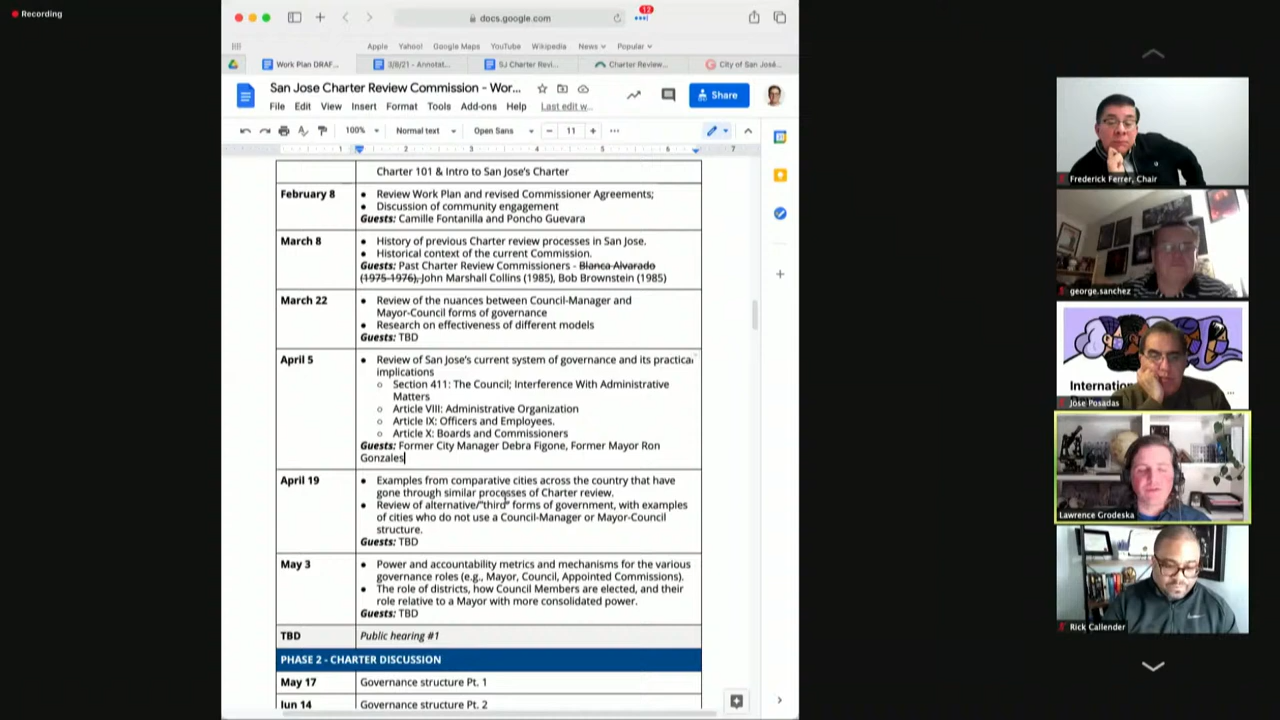 Recording
docs.google.com
12
Apple Yahoo! Google Maps YouTube Wikipedia News Popular
Work Plan DRAF... 3/8/21 - Annotat... SJ Charter Revi... Charter Review... City of San José...
San Jose Charter Review Commission - Wor...
Share
File Edit View Insert Format Tools Add-ons Help Last edit w...
100% Normal text Open Sans 11
1 2 3 4 5 6 7
Charter 101 & Intro to San Jose's Charter
February 8
● Review Work Plan and revised Commissioner Agreements;
● Discussion of community engagement
Guests: Camille Fontanilla and Poncho Guevara
March 8
● History of previous Charter review processes in San Jose.
● Historical context of the current Commission.
Guests: Past Charter Review Commissioners - Blanca Alvarado
(1975-1976), John Marshall Collins (1985), Bob Brownstein (1985)
March 22
● Review of the nuances between Council-Manager and
Mayor-Council forms of governance
● Research on effectiveness of different models
Guests: TBD
April 5
● Review of San Jose's current system of governance and its practical
implications
○ Section 411: The Council; Interference With Administrative
Matters
○ Article VIII: Administrative Organization
○ Article IX: Officers and Employees.
○ Article X: Boards and Commissioners
Guests: Former City Manager Debra Figone, Former Mayor Ron
Gonzales
April 19
● Examples from comparative cities across the country that have
gone through similar processes of Charter review.
● Review of alternative/"third" forms of government, with examples
of cities who do not use a Council-Manager or Mayor-Council
structure.
Guests: TBD
May 3
● Power and accountability metrics and mechanisms for the various
governance roles (e.g., Mayor, Council, Appointed Commissions).
● The role of districts, how Council Members are elected, and their
role relative to a Mayor with more consolidated power.
Guests: TBD
TBD
Public hearing #1
PHASE 2 - CHARTER DISCUSSION
May 17
Governance structure Pt. 1
Jun 14
Governance structure Pt. 2
Frederick Ferrer, Chair
george.sanchez
Internation
Jose Posadas
Lawrence Grodeska
Rick Callender